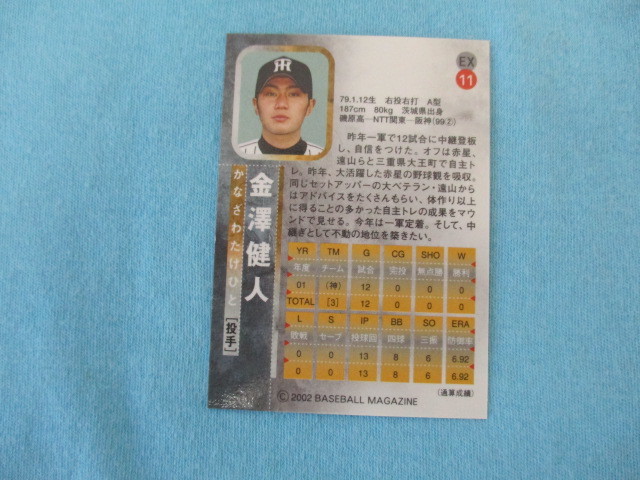 EX
11
79.1.12生 右投右打 A型
187cm 80kg 茨城県出身
磯原高―NTT関東―阪神(99②)
昨年一軍で12試合に中継登板
し、自信をつけた。オフは赤星、
遠山らと三重県大王町で自主ト
レ。昨年、大活躍した赤星の野球観を吸収。
同じセットアッパーの大ベテラン・遠山から
はアドバイスをたくさんもらい、体作り以上
に得ることの多かった自主トレの成果をマウ
ンドで見せる。今年は一軍定着。そして、中
継ぎとして不動の地位を築きたい。
金澤健人
かなざわたけひと
[投手]
YR TM G CG SHO W
年度 チーム 試合 完投 無点勝 勝利
01 (神) 12 0 0 0
TOTAL [3] 12 0 0 0
L S IP BB SO ERA
敗戦 セーブ 投球回 四球 三振 防御率
0 0 13 8 6 6.92
0 0 13 8 6 6.92
(通算成績)
© 2002 BASEBALL MAGAZINE